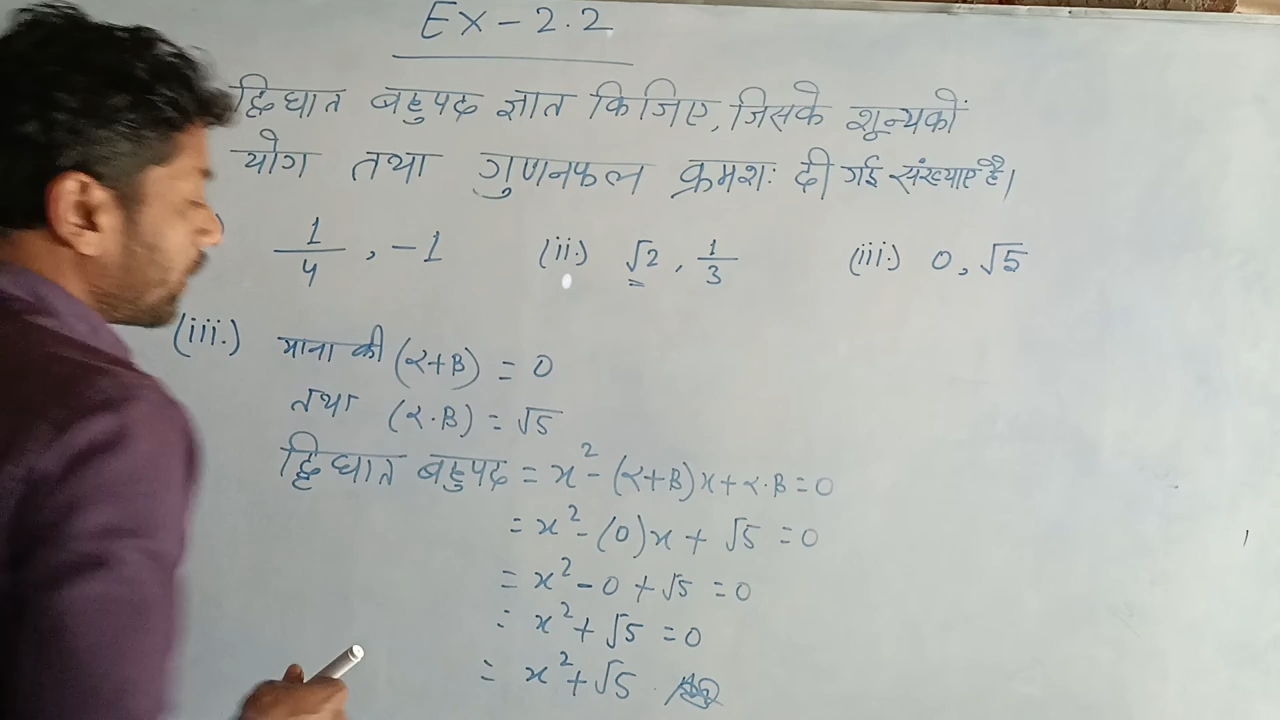 Ex - 2.2
द्विघात बहुपद ज्ञात किजिए, जिसके शून्यकों
योग तथा गुणनफल क्रमशः दी गई संख्याए है।
) 1/4 , -1 (ii.) √2 , 1/3 (iii.) 0, √5
(iii.) माना की (α+β) = 0
तथा (α.β) = √5
द्विघात बहुपद = x² - (α+β)x + α.β = 0
= x² - (0)x + √5 = 0
= x² - 0 + √5 = 0
= x² + √5 = 0
= x² + √5